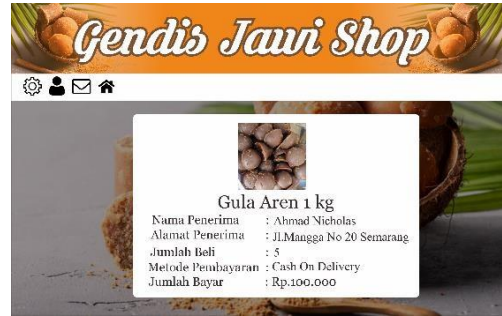 Gendis Jawi Shop
Gula Aren 1 kg
Nama Penerima : Ahmad Nicholas
Alamat Penerima : Jl.Mangga No 20 Semarang
Jumlah Beli : 5
Metode Pembayaran : Cash On Delivery
Jumlah Bayar : Rp.100.000